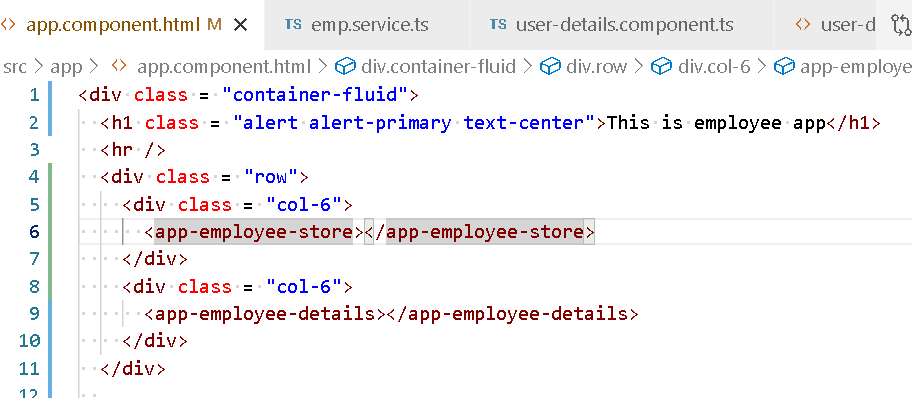 <> app.component.html M × TS emp.service.ts TS user-details.component.ts <> user-d
src > app > <> app.component.html > div.container-fluid > div.row > div.col-6 > app-employe
1 <div class = "container-fluid">
2 <h1 class = "alert alert-primary text-center">This is employee app</h1>
3 <hr />
4 <div class = "row">
5 <div class = "col-6">
6 <app-employee-store></app-employee-store>
7 </div>
8 <div class = "col-6">
9 <app-employee-details></app-employee-details>
10 </div>
11 </div>
12